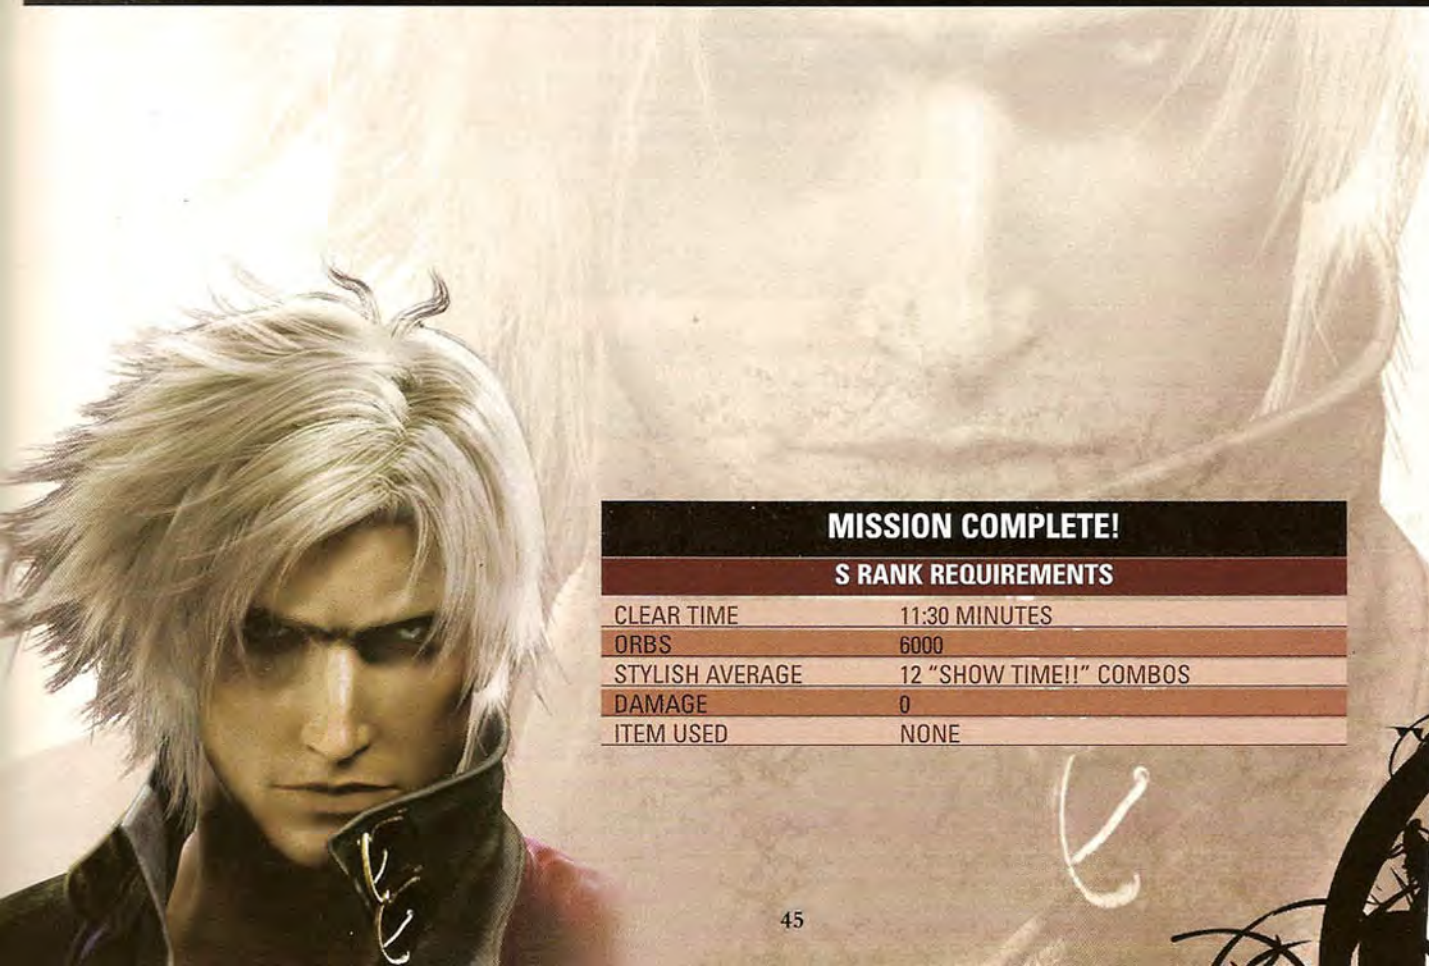 MISSION COMPLETE!
S RANK REQUIREMENTS
CLEAR TIME 11:30 MINUTES
ORBS 6000
STYLISH AVERAGE 12 "SHOW TIME!!" COMBOS
DAMAGE 0
ITEM USED NONE
45